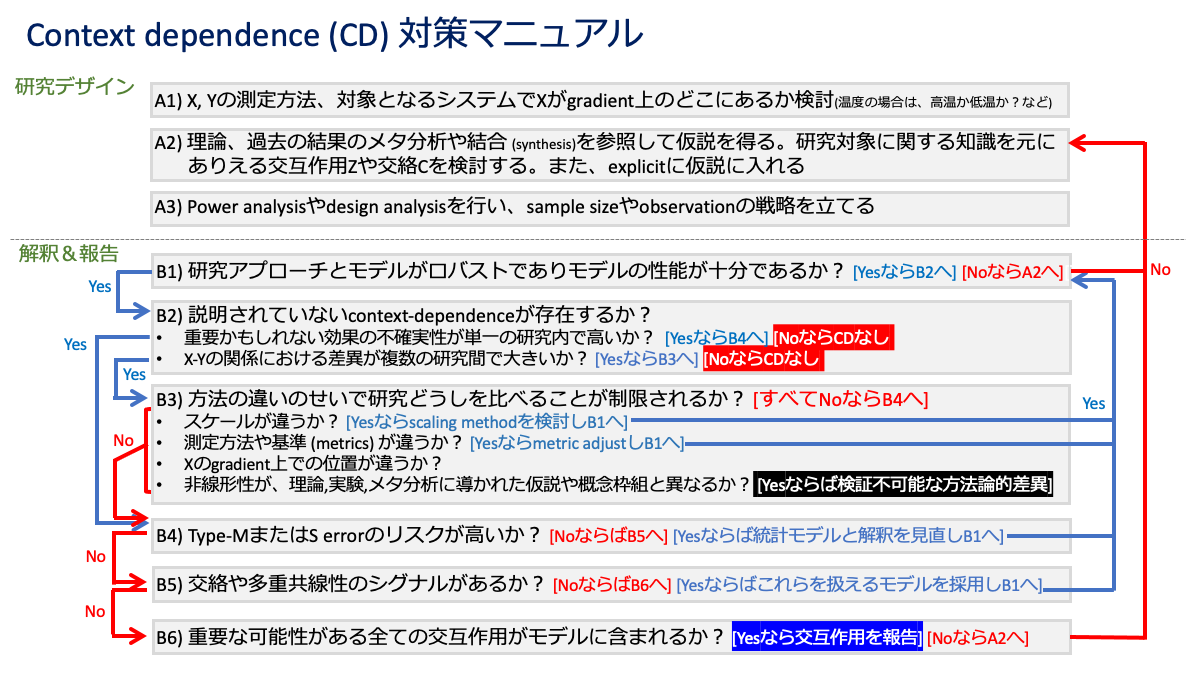 Context dependence (CD) 対策マニュアル
研究デザイン
A1) X, Yの測定方法、対象となるシステムでXがgradient上のどこにあるか検討(温度の場合は、高温か低温か？など)
A2) 理論、過去の結果のメタ分析や結合 (synthesis)を参照して仮説を得る。研究対象に関する知識を元に
ありえる交互作用Zや交絡Cを検討する。また、explicitに仮説に入れる
A3) Power analysisやdesign analysisを行い、sample sizeやobservationの戦略を立てる
解釈＆報告
B1) 研究アプローチとモデルがロバストでありモデルの性能が十分であるか？ [YesならB2へ] [NoならA2へ]
No
Yes
B2) 説明されていないcontext-dependenceが存在するか？
• 重要かもしれない効果の不確実性が単一の研究内で高いか？ [YesならB4へ] [NoならCDなし
Yes
• X-Yの関係における差異が複数の研究間で大きいか？ [YesならB3へ] [NoならCDなし
Yes
B3) 方法の違いのせいで研究どうしを比べることが制限されるか？ [すべてNoならB4へ]
Yes
• スケールが違うか？ [Yesならscaling methodを検討しB1へ]
No
• 測定方法や基準 (metrics) が違うか？ [Yesならmetric adjustしB1へ]
• Xのgradient上での位置が違うか？
• 非線形性が、理論,実験,メタ分析に導かれた仮説や概念枠組と異なるか？ [Yesならば検証不可能な方法論的差異]
B4) Type-MまたはS errorのリスクが高いか？ [NoならばB5へ] [Yesならば統計モデルと解釈を見直しB1へ]
No
B5) 交絡や多重共線性のシグナルがあるか？ [NoならばB6へ] [Yesならばこれらを扱えるモデルを採用しB1へ]
No
B6) 重要な可能性がある全ての交互作用がモデルに含まれるか？ [Yesなら交互作用を報告] [NoならA2へ]